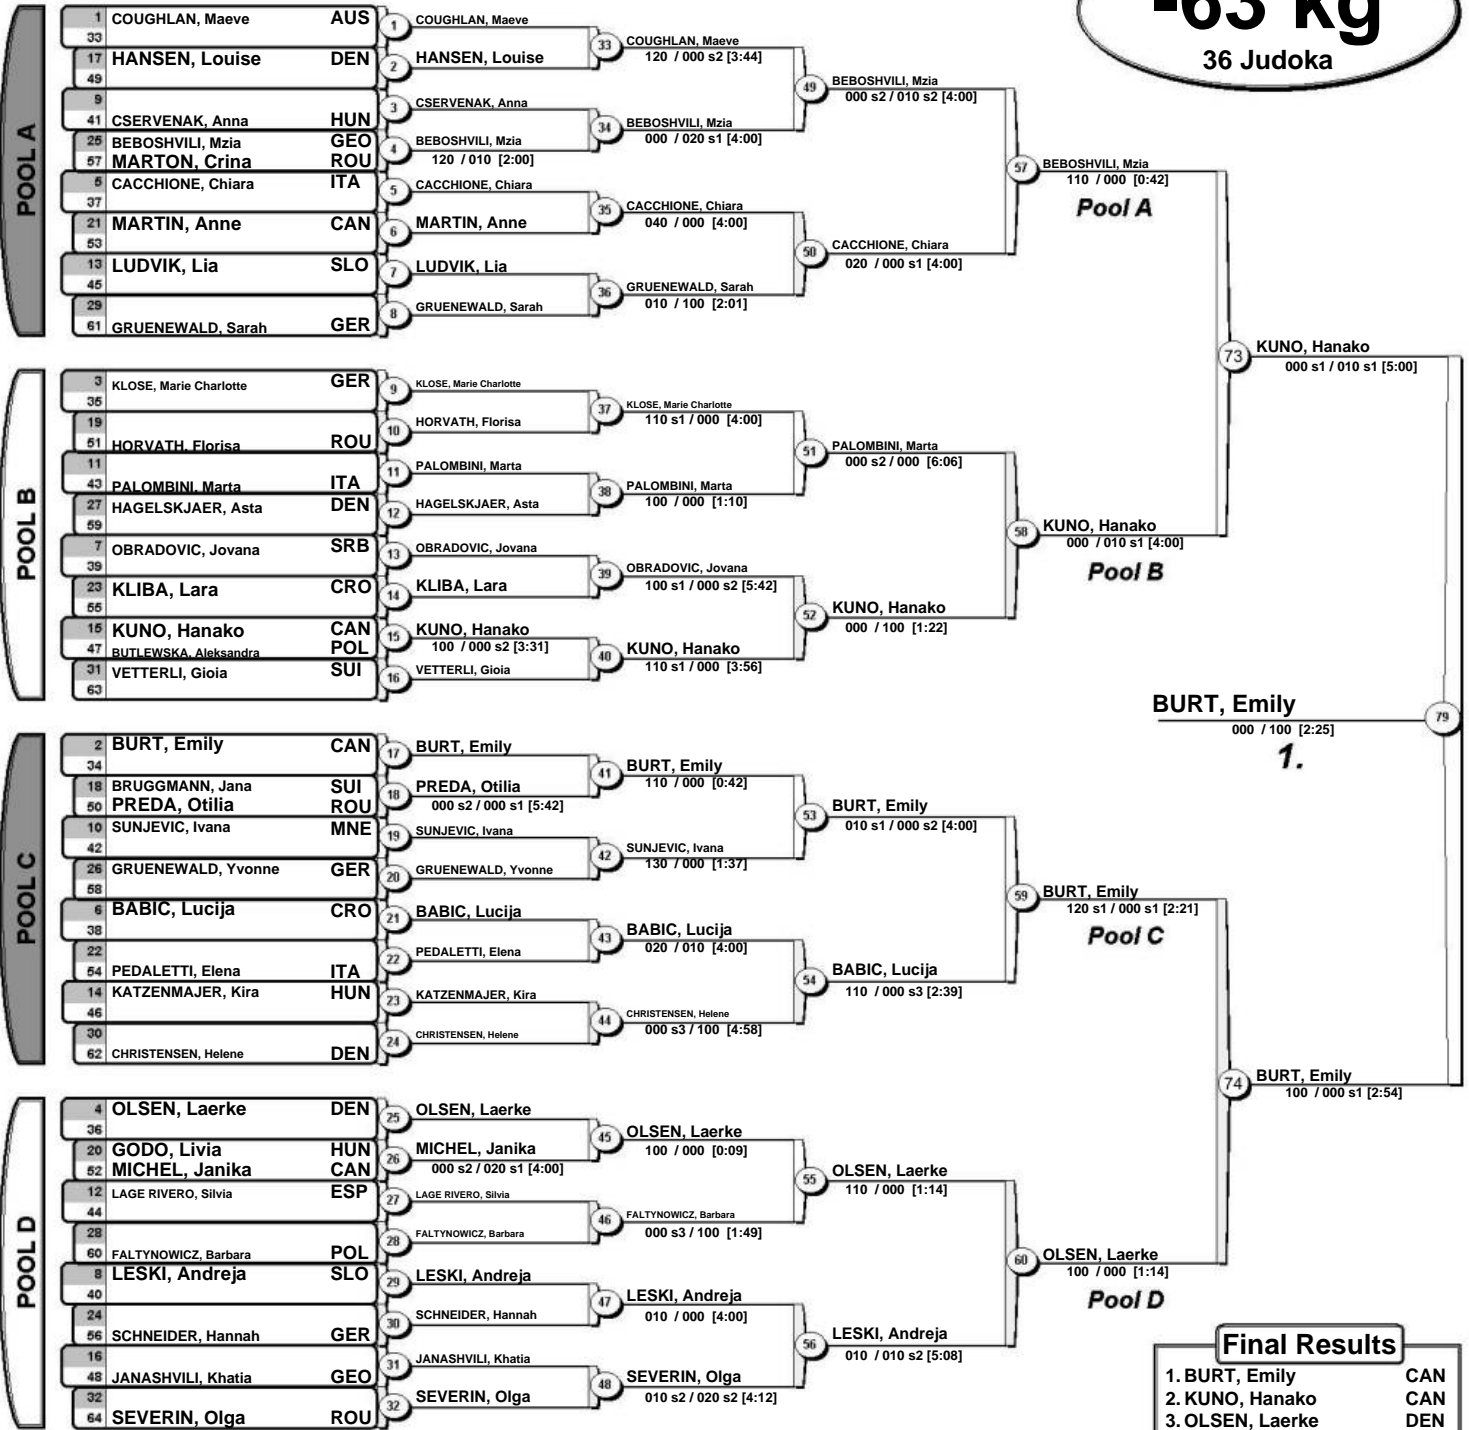 -63 kg
36 Judoka
POOL A
1 COUGHLAN, Maeve AUS
33
17 HANSEN, Louise DEN
49
9
41 CSERVENAK, Anna HUN
25 BEBOSHVILI, Mzia GEO
57 MARTON, Crina ROU
5 CACCHIONE, Chiara ITA
37
21 MARTIN, Anne CAN
53
13 LUDVIK, Lia SLO
45
29
61 GRUENEWALD, Sarah GER
1 COUGHLAN, Maeve
2 HANSEN, Louise
3 CSERVENAK, Anna
4 BEBOSHVILI, Mzia
120 / 010 [2:00]
5 CACCHIONE, Chiara
6 MARTIN, Anne
7 LUDVIK, Lia
8 GRUENEWALD, Sarah
33 COUGHLAN, Maeve
120 / 000 s2 [3:44]
34 BEBOSHVILI, Mzia
000 / 020 s1 [4:00]
35 CACCHIONE, Chiara
040 / 000 [4:00]
36 GRUENEWALD, Sarah
010 / 100 [2:01]
49 BEBOSHVILI, Mzia
000 s2 / 010 s2 [4:00]
50 CACCHIONE, Chiara
020 / 000 s1 [4:00]
57 BEBOSHVILI, Mzia
110 / 000 [0:42]
Pool A
POOL B
3 KLOSE, Marie Charlotte GER
35
19
51 HORVATH, Florisa ROU
11
43 PALOMBINI, Marta ITA
27 HAGELSKJAER, Asta DEN
59
7 OBRADOVIC, Jovana SRB
39
23 KLIBA, Lara CRO
55
15 KUNO, Hanako CAN
47 BUTLEWSKA, Aleksandra POL
31 VETTERLI, Gioia SUI
63
9 KLOSE, Marie Charlotte
10 HORVATH, Florisa
11 PALOMBINI, Marta
12 HAGELSKJAER, Asta
13 OBRADOVIC, Jovana
14 KLIBA, Lara
15 KUNO, Hanako
100 / 000 s2 [3:31]
16 VETTERLI, Gioia
37 KLOSE, Marie Charlotte
110 s1 / 000 [4:00]
38 PALOMBINI, Marta
100 / 000 [1:10]
39 OBRADOVIC, Jovana
100 s1 / 000 s2 [5:42]
40 KUNO, Hanako
110 s1 / 000 [3:56]
51 PALOMBINI, Marta
000 s2 / 000 [6:06]
52 KUNO, Hanako
000 / 100 [1:22]
58 KUNO, Hanako
000 / 010 s1 [4:00]
Pool B
73 KUNO, Hanako
000 s1 / 010 s1 [5:00]
BURT, Emily 79
000 / 100 [2:25]
1.
POOL C
2 BURT, Emily CAN
34
18 BRUGGMANN, Jana SUI
50 PREDA, Otilia ROU
10 SUNJEVIC, Ivana MNE
42
26 GRUENEWALD, Yvonne GER
58
6 BABIC, Lucija CRO
38
22
54 PEDALETTI, Elena ITA
14 KATZENMAJER, Kira HUN
46
30
62 CHRISTENSEN, Helene DEN
17 BURT, Emily
18 PREDA, Otilia
000 s2 / 000 s1 [5:42]
19 SUNJEVIC, Ivana
20 GRUENEWALD, Yvonne
21 BABIC, Lucija
22 PEDALETTI, Elena
23 KATZENMAJER, Kira
24 CHRISTENSEN, Helene
41 BURT, Emily
110 / 000 [0:42]
42 SUNJEVIC, Ivana
130 / 000 [1:37]
43 BABIC, Lucija
020 / 010 [4:00]
44 CHRISTENSEN, Helene
000 s3 / 100 [4:58]
53 BURT, Emily
010 s1 / 000 s2 [4:00]
54 BABIC, Lucija
110 / 000 s3 [2:39]
59 BURT, Emily
120 s1 / 000 s1 [2:21]
Pool C
74 BURT, Emily
100 / 000 s1 [2:54]
POOL D
4 OLSEN, Laerke DEN
36
20 GODO, Livia HUN
52 MICHEL, Janika CAN
12 LAGE RIVERO, Silvia ESP
44
28
60 FALTYNOWICZ, Barbara POL
8 LESKI, Andreja SLO
40
24
56 SCHNEIDER, Hannah GER
16
48 JANASHVILI, Khatia GEO
32
64 SEVERIN, Olga ROU
25 OLSEN, Laerke
26 MICHEL, Janika
000 s2 / 020 s1 [4:00]
27 LAGE RIVERO, Silvia
28 FALTYNOWICZ, Barbara
29 LESKI, Andreja
30 SCHNEIDER, Hannah
31 JANASHVILI, Khatia
32 SEVERIN, Olga
45 OLSEN, Laerke
100 / 000 [0:09]
46 FALTYNOWICZ, Barbara
000 s3 / 100 [1:49]
47 LESKI, Andreja
010 / 000 [4:00]
48 SEVERIN, Olga
010 s2 / 020 s2 [4:12]
55 OLSEN, Laerke
110 / 000 [1:14]
56 LESKI, Andreja
010 / 010 s2 [5:08]
60 OLSEN, Laerke
100 / 000 [1:14]
Pool D
Final Results
1. BURT, Emily CAN
2. KUNO, Hanako CAN
3. OLSEN, Laerke DEN